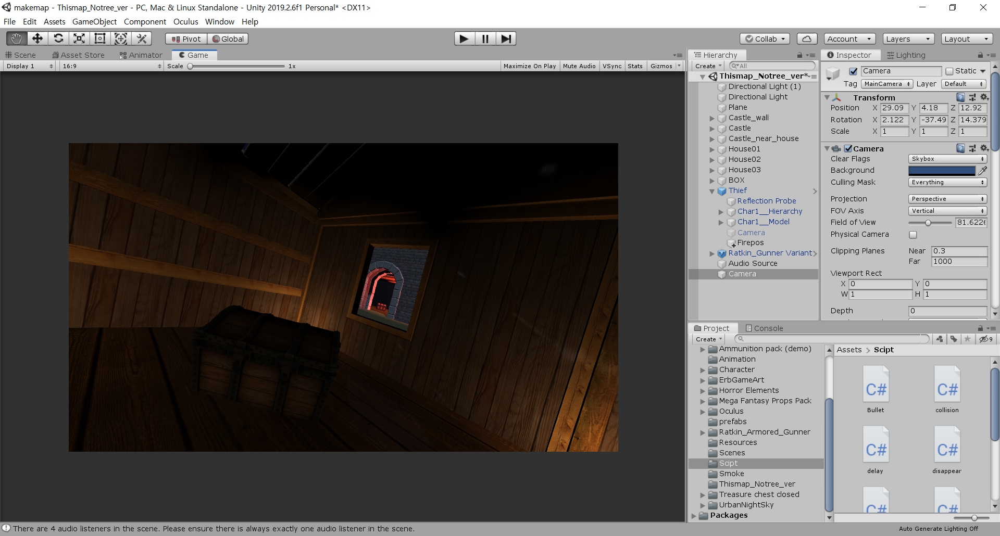 makemap - Thismap_Notree_ver - PC, Mac & Linux Standalone - Unity 2019.2.6f1 Personal* <DX11>
File Edit Assets GameObject Component Oculus Window Help
Pivot Global Collab Account Layers Layout
Scene Asset Store Animator Game
Display 1 16:9 Scale 1x Maximize On Play Mute Audio VSync Stats Gizmos
Hierarchy
Create All
Thismap_Notree_ver*
Directional Light (1)
Directional Light
Plane
Castle_wall
Castle
Castle_near_house
House01
House02
House03
BOX
Thief
Reflection Probe
Char1__Hierarchy
Char1__Model
Camera
Firepos
Ratkin_Gunner Variant
Audio Source
Camera
Inspector Lighting
Camera Static
Tag MainCamera Layer Default
Transform
Position X 29.09 Y 4.18 Z 12.92
Rotation X 2.122 Y -37.49 Z 14.379
Scale X 1 Y 1 Z 1
Camera
Clear Flags Skybox
Background
Culling Mask Everything
Projection Perspective
FOV Axis Vertical
Field of View 81.6226
Physical Camera
Clipping Planes Near 0.3
Far 1000
Viewport Rect
X 0 Y 0
W 1 H 1
Depth 0
Project Console
Create 9
Ammunition pack (demo)
Animation
Character
ErbGameArt
Horror Elements
Mega Fantasy Props Pack
Oculus
prefabs
Ratkin_Armored_Gunner
Resources
Scenes
Scipt
Smoke
Thismap_Notree_ver
Treasure chest closed
UrbanNightSky
Packages
Assets > Scipt
C# C#
Bullet collision
C# C#
delay disappear
C# C#
There are 4 audio listeners in the scene. Please ensure there is always exactly one audio listener in the scene.
Auto Generate Lighting Off